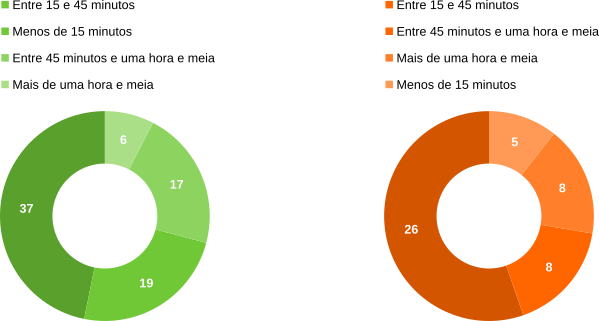 Entre 15 e 45 minutos
Menos de 15 minutos
Entre 45 minutos e uma hora e meia
Mais de uma hora e meia
6
17
37
19
Entre 15 e 45 minutos
Entre 45 minutos e uma hora e meia
Mais de uma hora e meia
Menos de 15 minutos
5
8
26
8